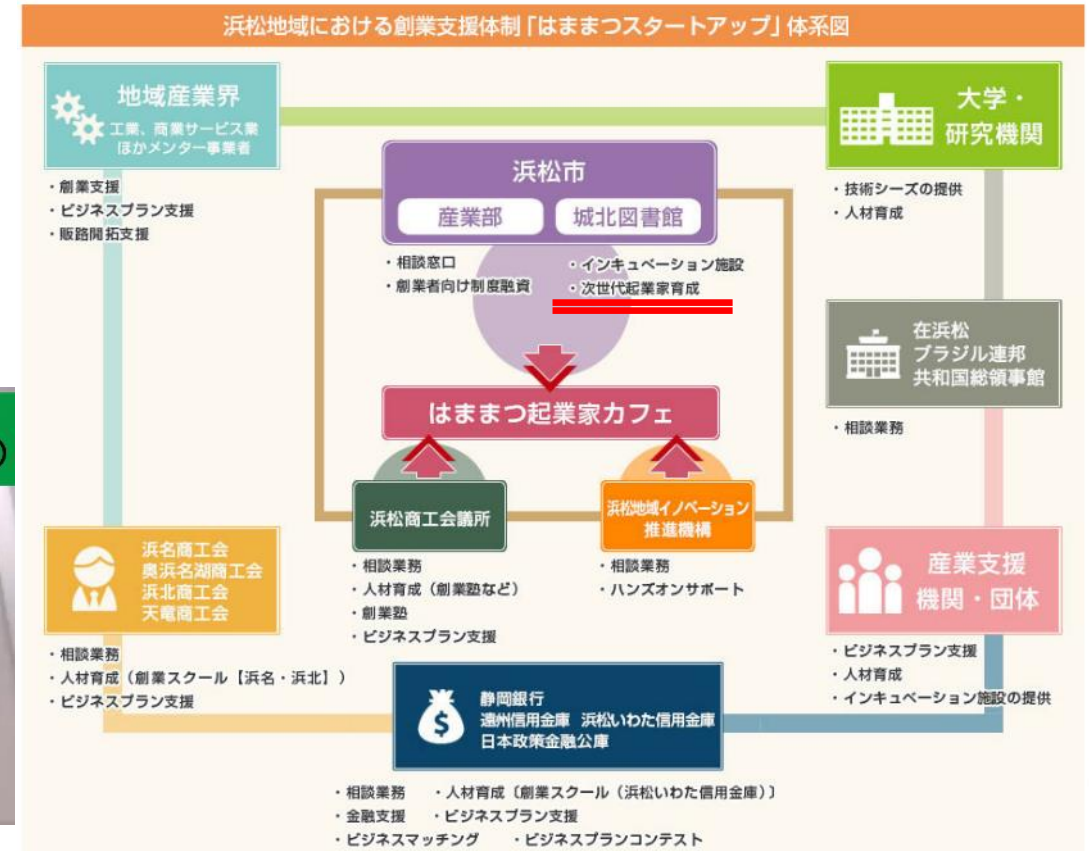 浜松地域における創業支援体制「はままつスタートアップ」体系図
地域産業界
工業、商業サービス業
ほかメンター事業者
・創業支援
・ビジネスプラン支援
・販路開拓支援
浜松市
産業部
城北図書館
・相談窓口
・創業者向け制度融資
・インキュベーション施設
・次世代起業家育成
大学・
研究機関
・技術シーズの提供
・人材育成
在浜松
ブラジル連邦
共和国総領事館
・相談業務
はままつ起業家カフェ
浜松商工会議所
・相談業務
・人材育成（創業塾など）
・創業塾
・ビジネスプラン支援
浜松地域イノベーション
推進機構
・相談業務
・ハンズオンサポート
浜名商工会
奥浜名湖商工会
浜北商工会
天竜商工会
・相談業務
・人材育成（創業スクール【浜名・浜北】）
・ビジネスプラン支援
産業支援
機関・団体
・ビジネスプラン支援
・人材育成
・インキュベーション施設の提供
$
静岡銀行
遠州信用金庫 浜松いわた信用金庫
日本政策金融公庫
・相談業務 ・人材育成〔創業スクール（浜松いわた信用金庫）〕
・金融支援 ・ビジネスプラン支援
・ビジネスマッチング ・ビジネスプランコンテスト